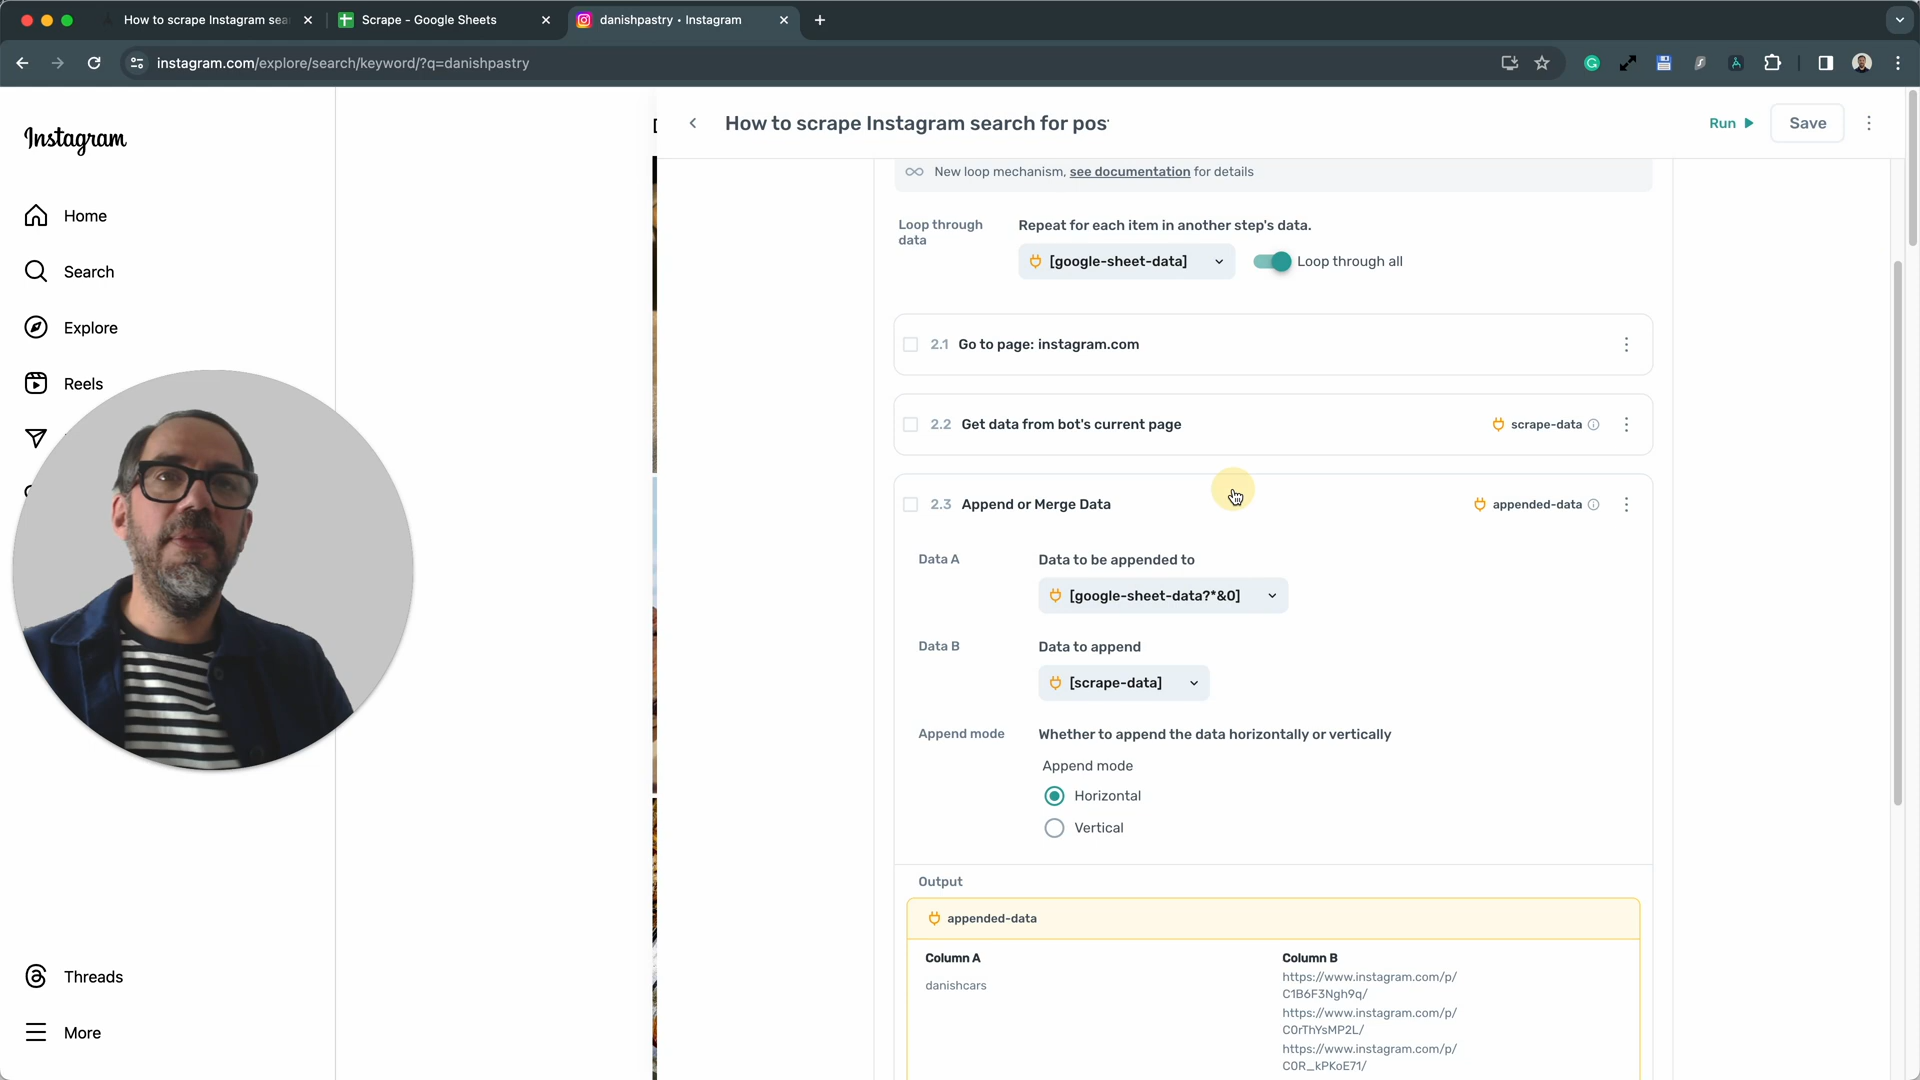 How to scrape Instagram sea
Scrape - Google Sheets
danishpastry • Instagram
instagram.com/explore/search/keyword/?q=danishpastry
Instagram
Home
Search
Explore
Reels
Threads
More
How to scrape Instagram search for pos
Run
Save
New loop mechanism, see documentation for details
Loop through data
Repeat for each item in another step's data.
[google-sheet-data]
Loop through all
2.1 Go to page: instagram.com
2.2 Get data from bot's current page
scrape-data
2.3 Append or Merge Data
appended-data
Data A
Data to be appended to
[google-sheet-data?*&0]
Data B
Data to append
[scrape-data]
Append mode
Whether to append the data horizontally or vertically
Append mode
Horizontal
Vertical
Output
appended-data
Column A
Column B
danishcars
https://www.instagram.com/p/
C1B6F3Ngh9q/
https://www.instagram.com/p/
C0rThYsMP2L/
https://www.instagram.com/p/
C0R_kPKoE71/